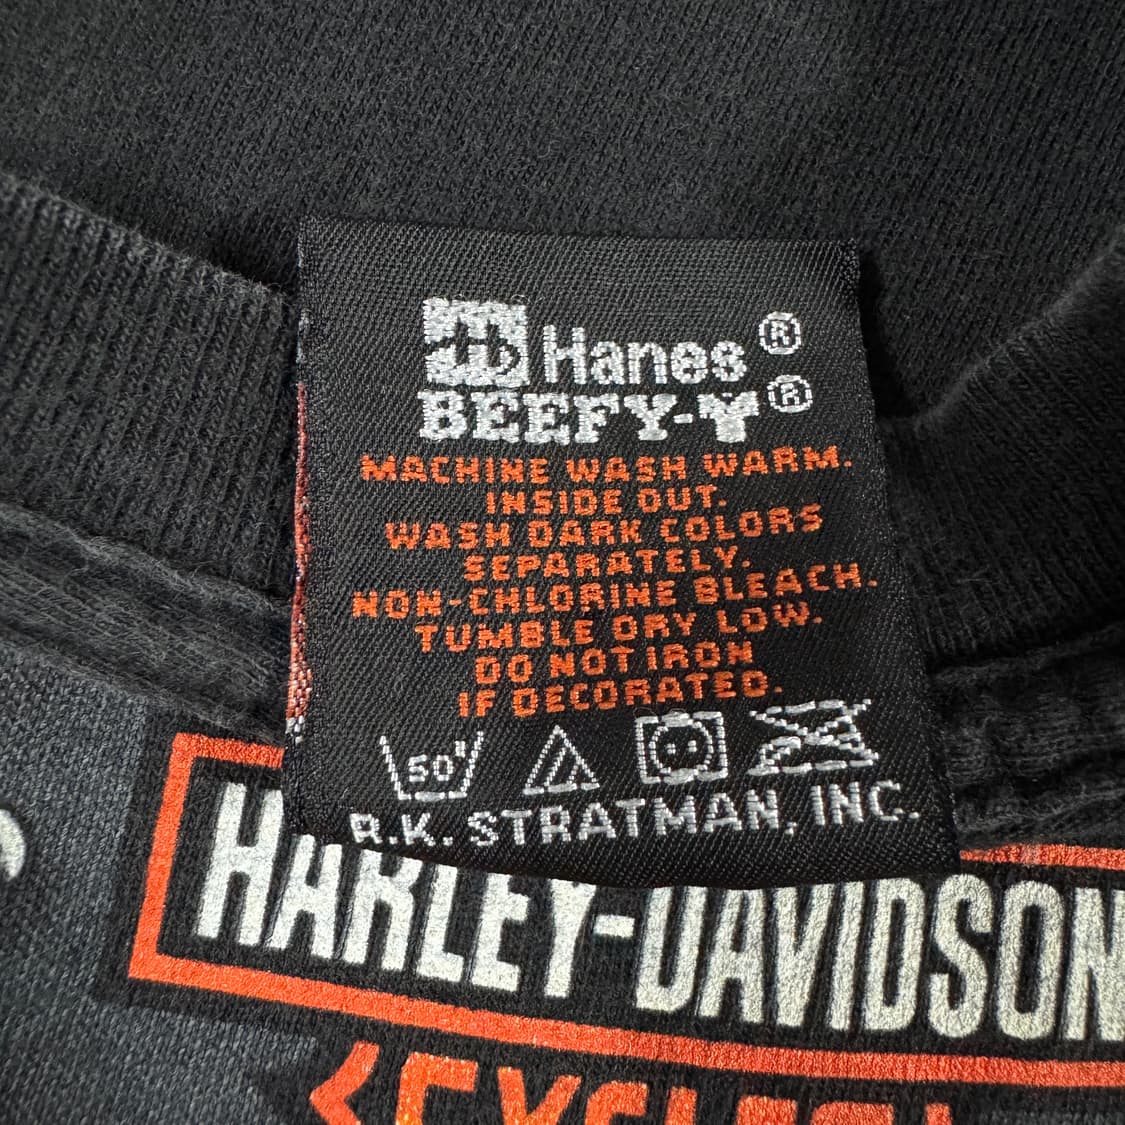 Hanes®
BEEFY-T®
MACHINE WASH WARM.
INSIDE OUT.
WASH DARK COLORS
SEPARATELY.
NON-CHLORINE BLEACH.
TUMBLE DRY LOW.
DO NOT IRON
IF DECORATED.
50°
R.K. STRATMAN, INC.
HARLEY-DAVIDSON